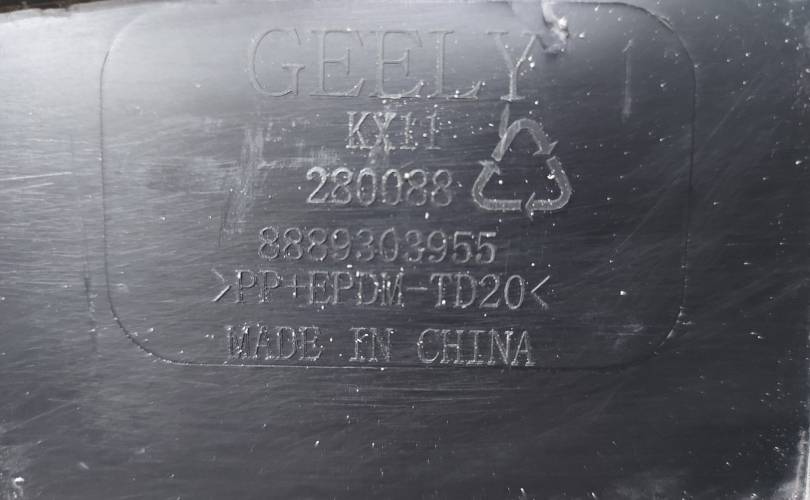 GEELY
KX11
280088
8889303955
>PP+EPDM-TD20<
MADE IN CHINA